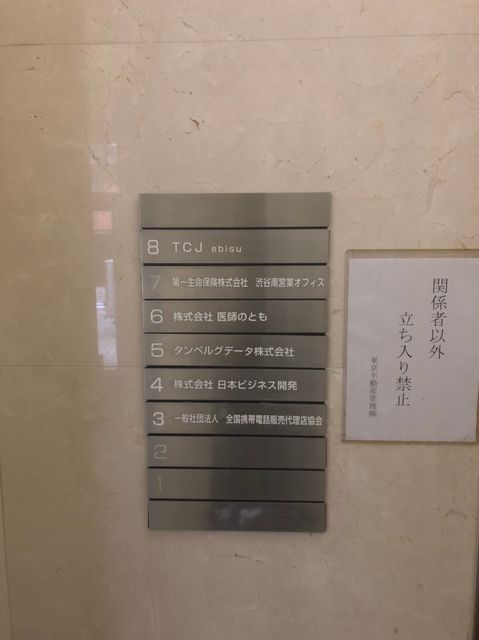 8 TCJ ebisu
7 第一生命保険株式会社 渋谷南営業オフィス
6 株式会社 医師のとも
5 タンベルグデータ株式会社
4 株式会社 日本ビジネス開発
3 一般社団法人 全国携帯電話販売代理店協会
2
1
関係者以外
立ち入り禁止
東京不動産管理㈱